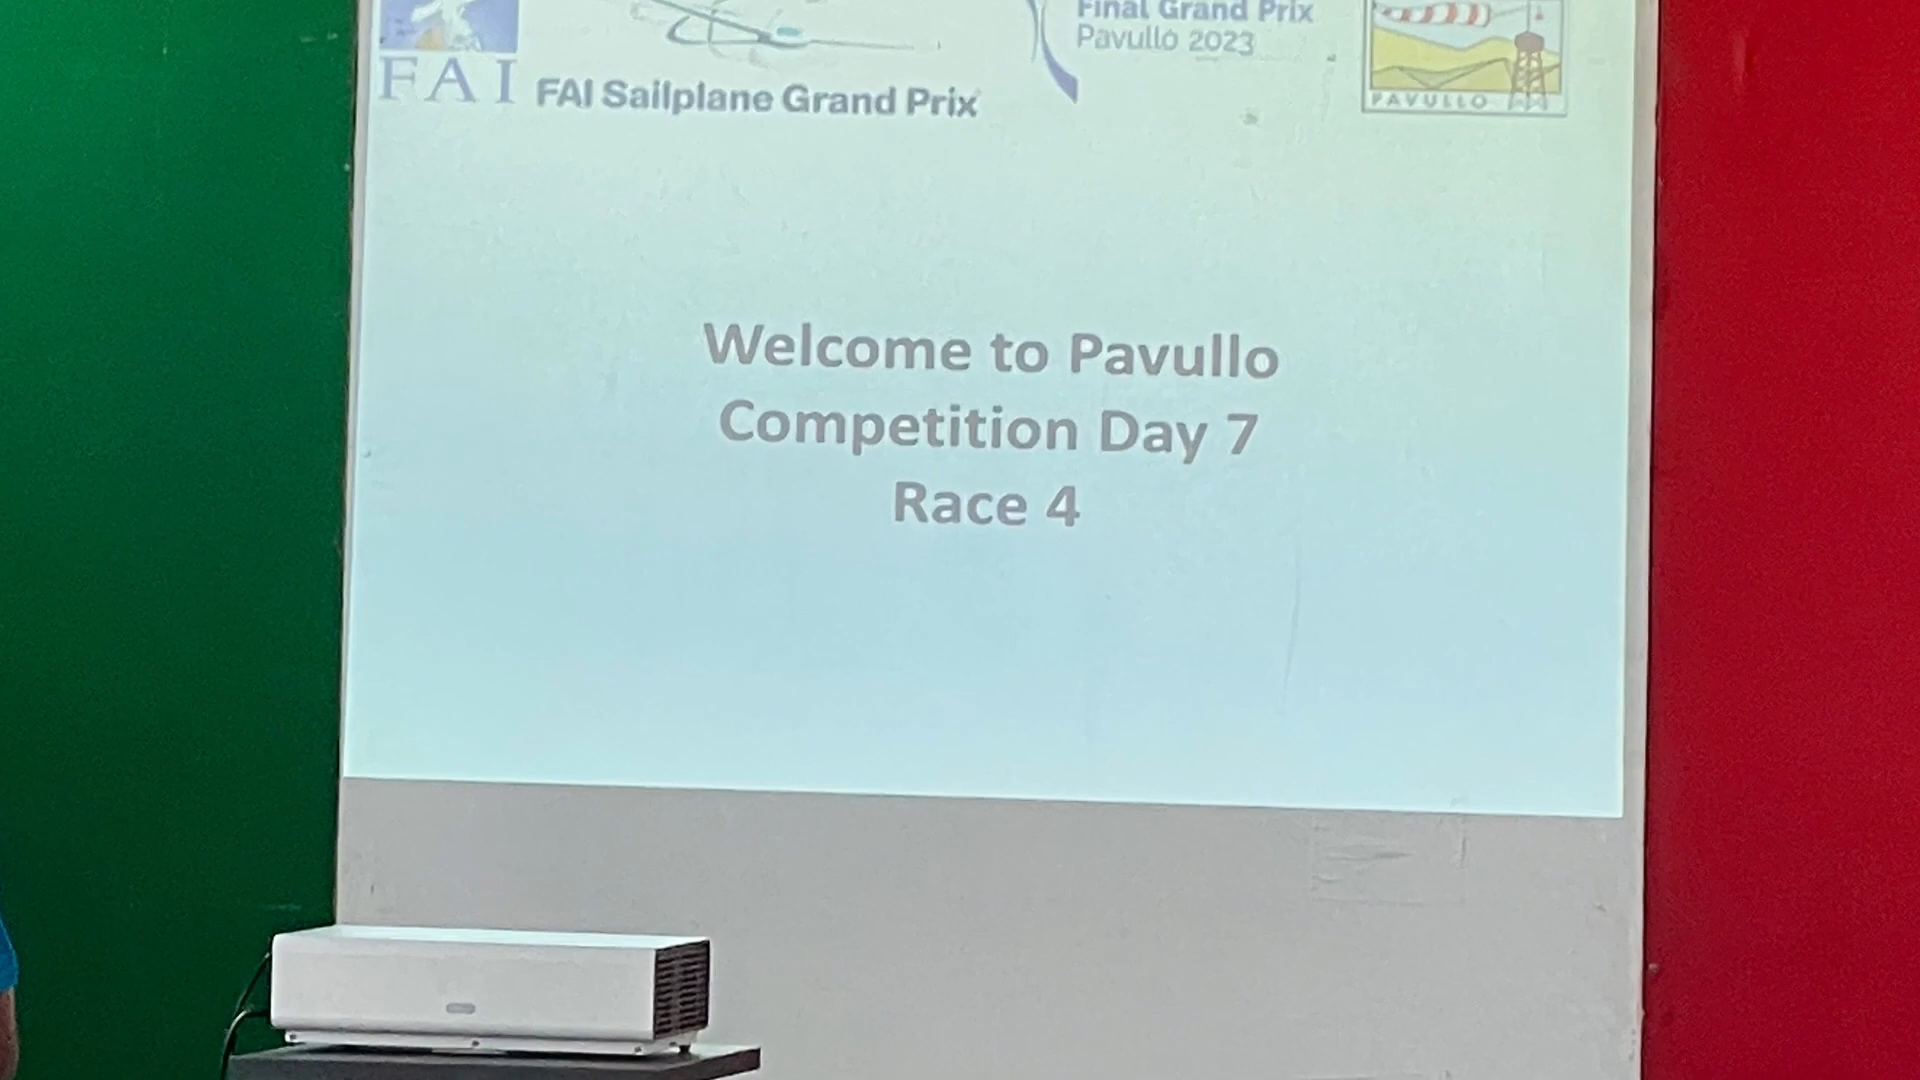 FAI
FAI Sailplane Grand Prix
Final Grand Prix
Pavullo 2023
PAVULLO
Welcome to Pavullo
Competition Day 7
Race 4